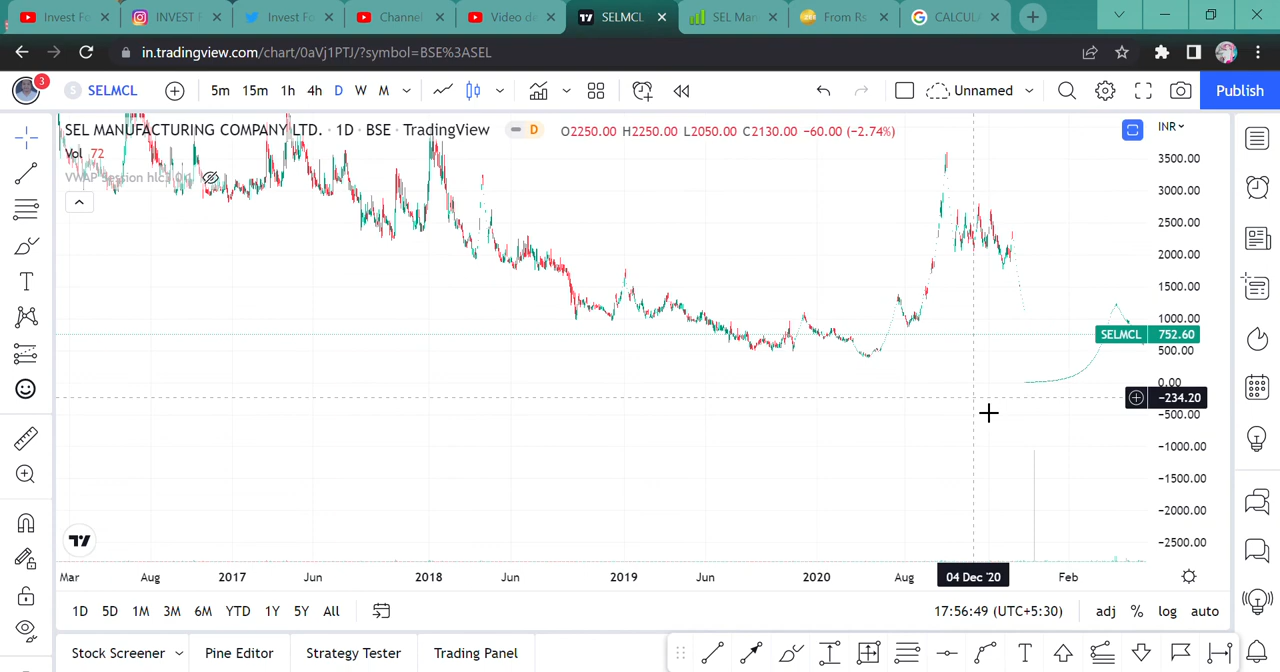 Invest Fo
INVEST F
Invest Fo
Channel
Video de
SELMCL
SEL Man
From Rs
CALCUL
in.tradingview.com/chart/0aVj1PTJ/?symbol=BSE%3ASEL
3
S SELMCL 5m 15m 1h 4h D W M Unnamed Publish
SEL MANUFACTURING COMPANY LTD. · 1D · BSE · TradingView D O2250.00 H2250.00 L2050.00 C2130.00 −60.00 (−2.74%)
INR
Vol 72
VWAP Session hlc3 0 1
3500.00
3000.00
2500.00
2000.00
1500.00
1000.00
SELMCL 752.60
500.00
0.00
−234.20
−500.00
−1000.00
−1500.00
−2000.00
−2500.00
Mar Aug 2017 Jun 2018 Jun 2019 Jun 2020 Aug 04 Dec '20 Feb
1D 5D 1M 3M 6M YTD 1Y 5Y All 17:56:49 (UTC+5:30) adj % log auto
Stock Screener Pine Editor Strategy Tester Trading Panel